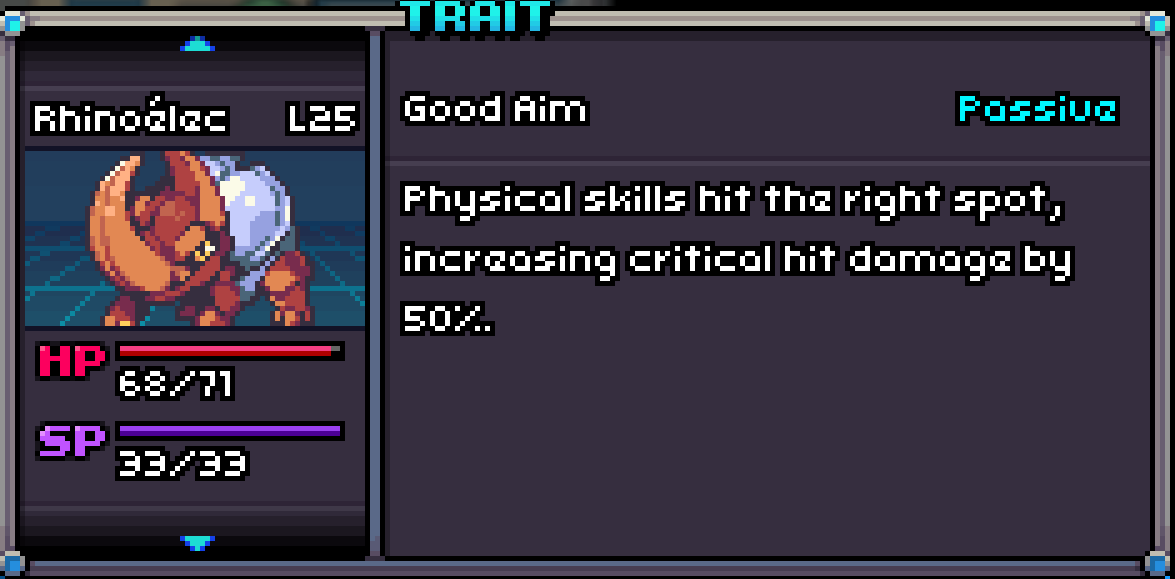 TRAIT
Rhinoélec L25
Good Aim Passive
Physical skills hit the right spot,
increasing critical hit damage by
50%.
HP
68/71
SP
33/33